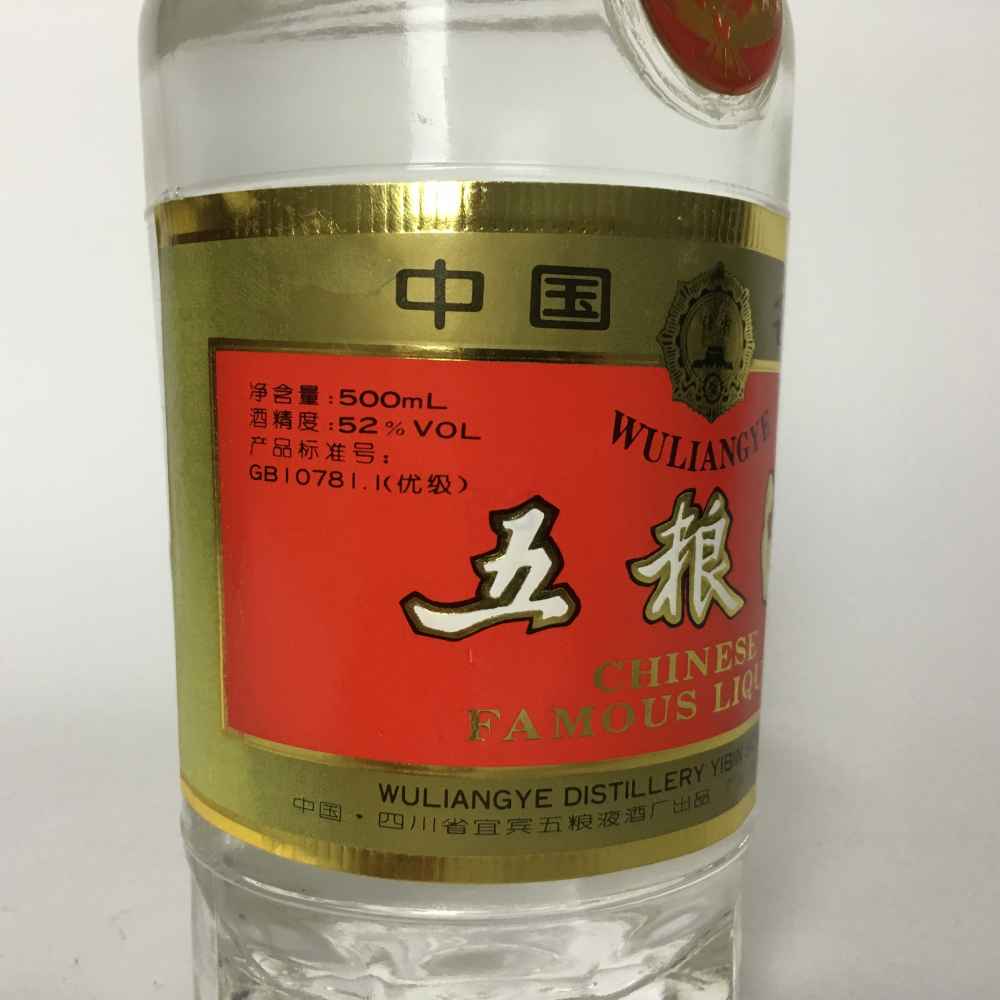 中国
净含量:500mL
酒精度:52%VOL
产品标准号:
GB10781.1(优级)
WULIANGYE
五粮
CHINESE
FAMOUS
WULIANGYE DISTILLERY
中国·四川省宜宾五粮液酒厂出品